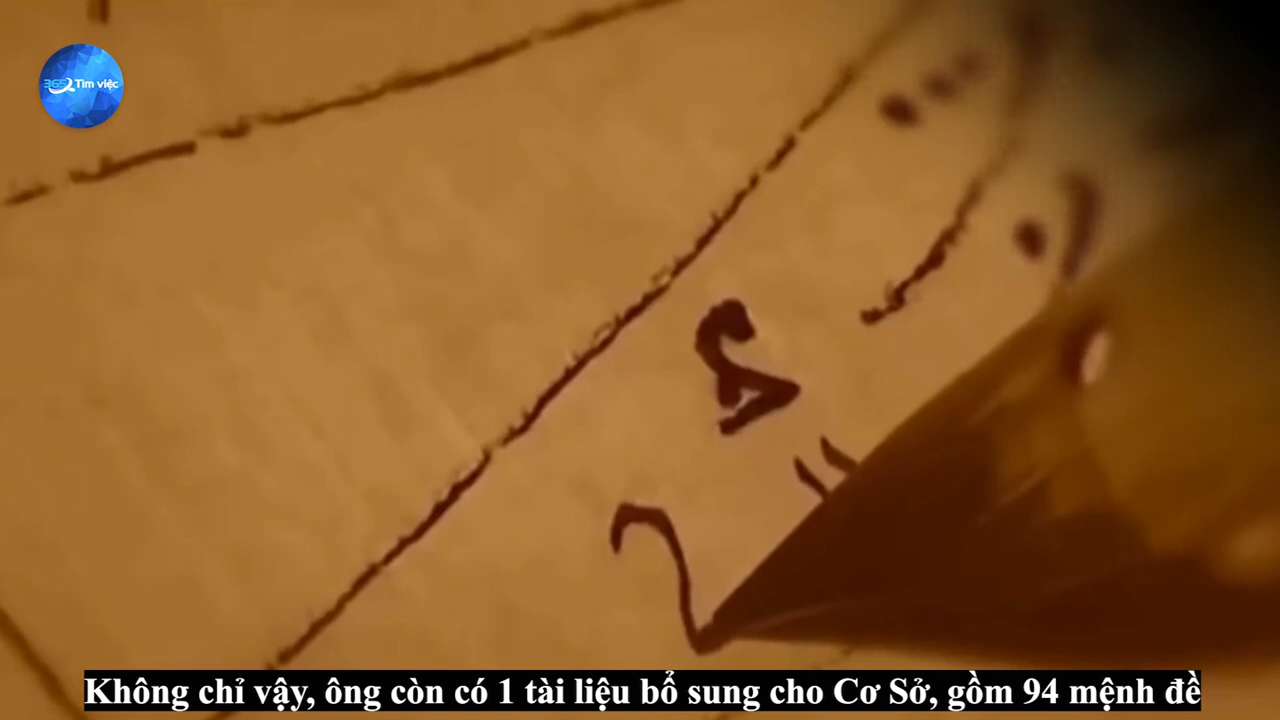 365 Tìm việc
Không chỉ vậy, ông còn có 1 tài liệu bổ sung cho Cơ Sở, gồm 94 mệnh đề